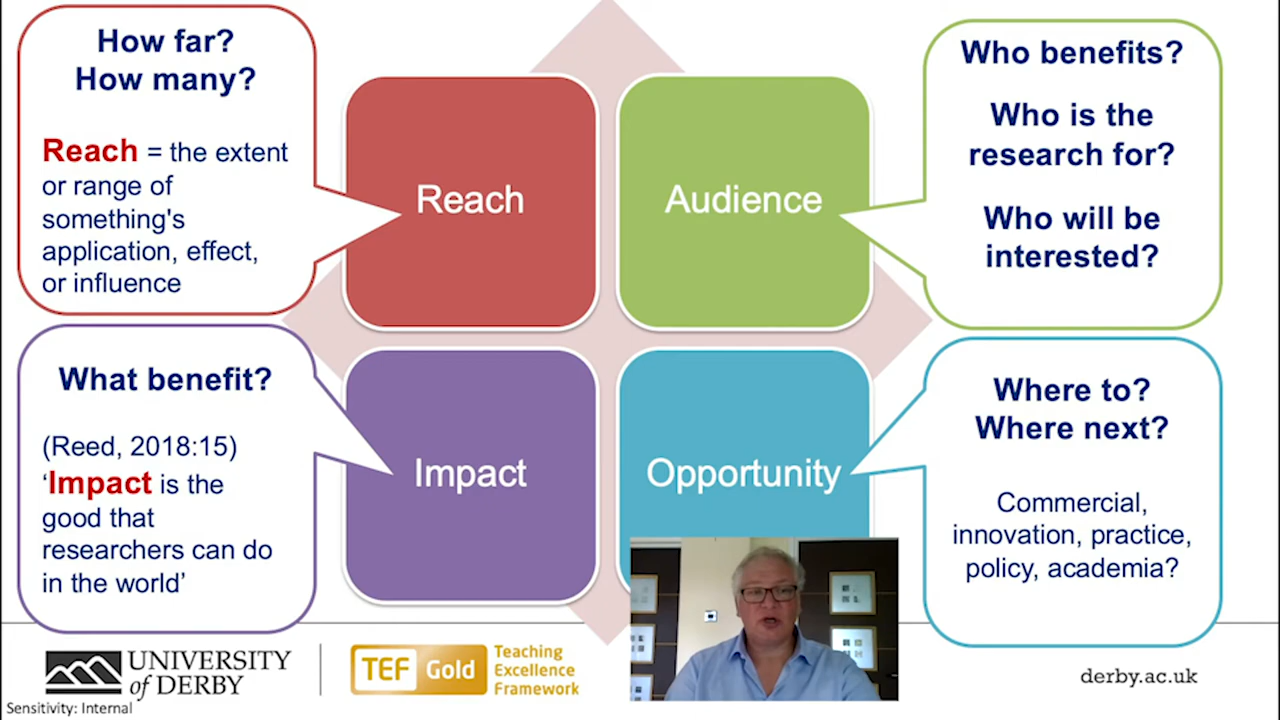 How far?
How many?
Reach = the extent
or range of
something's
application, effect,
or influence
Reach
Audience
Who benefits?
Who is the
research for?
Who will be
interested?
What benefit?
(Reed, 2018:15)
‘Impact is the
good that
researchers can do
in the world’
Impact
Opportunity
Where to?
Where next?
Commercial,
innovation, practice,
policy, academia?
UNIVERSITY
of DERBY
TEF Gold
Teaching
Excellence
Framework
derby.ac.uk
Sensitivity: Internal